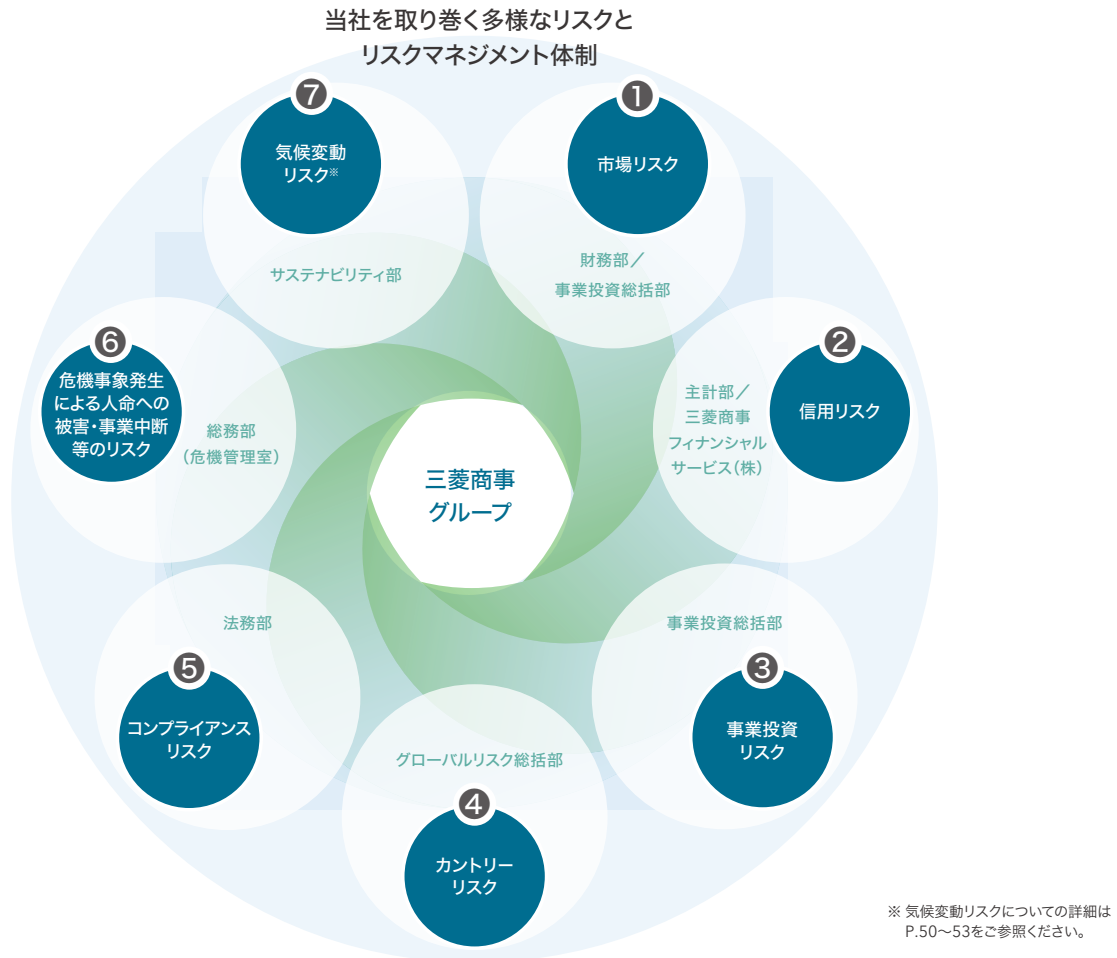 当社を取り巻く多様なリスクと
リスクマネジメント体制
❶
市場リスク
財務部／
事業投資総括部
❷
信用リスク
主計部／
三菱商事
フィナンシャル
サービス（株）
❸
事業投資
リスク
事業投資総括部
❹
カントリー
リスク
グローバルリスク総括部
❺
コンプライアンス
リスク
法務部
❻
危機事象発生
による人命への
被害・事業中断
等のリスク
総務部
（危機管理室）
❼
気候変動
リスク※
サステナビリティ部
三菱商事
グループ
※ 気候変動リスクについての詳細は
P.50～53をご参照ください。